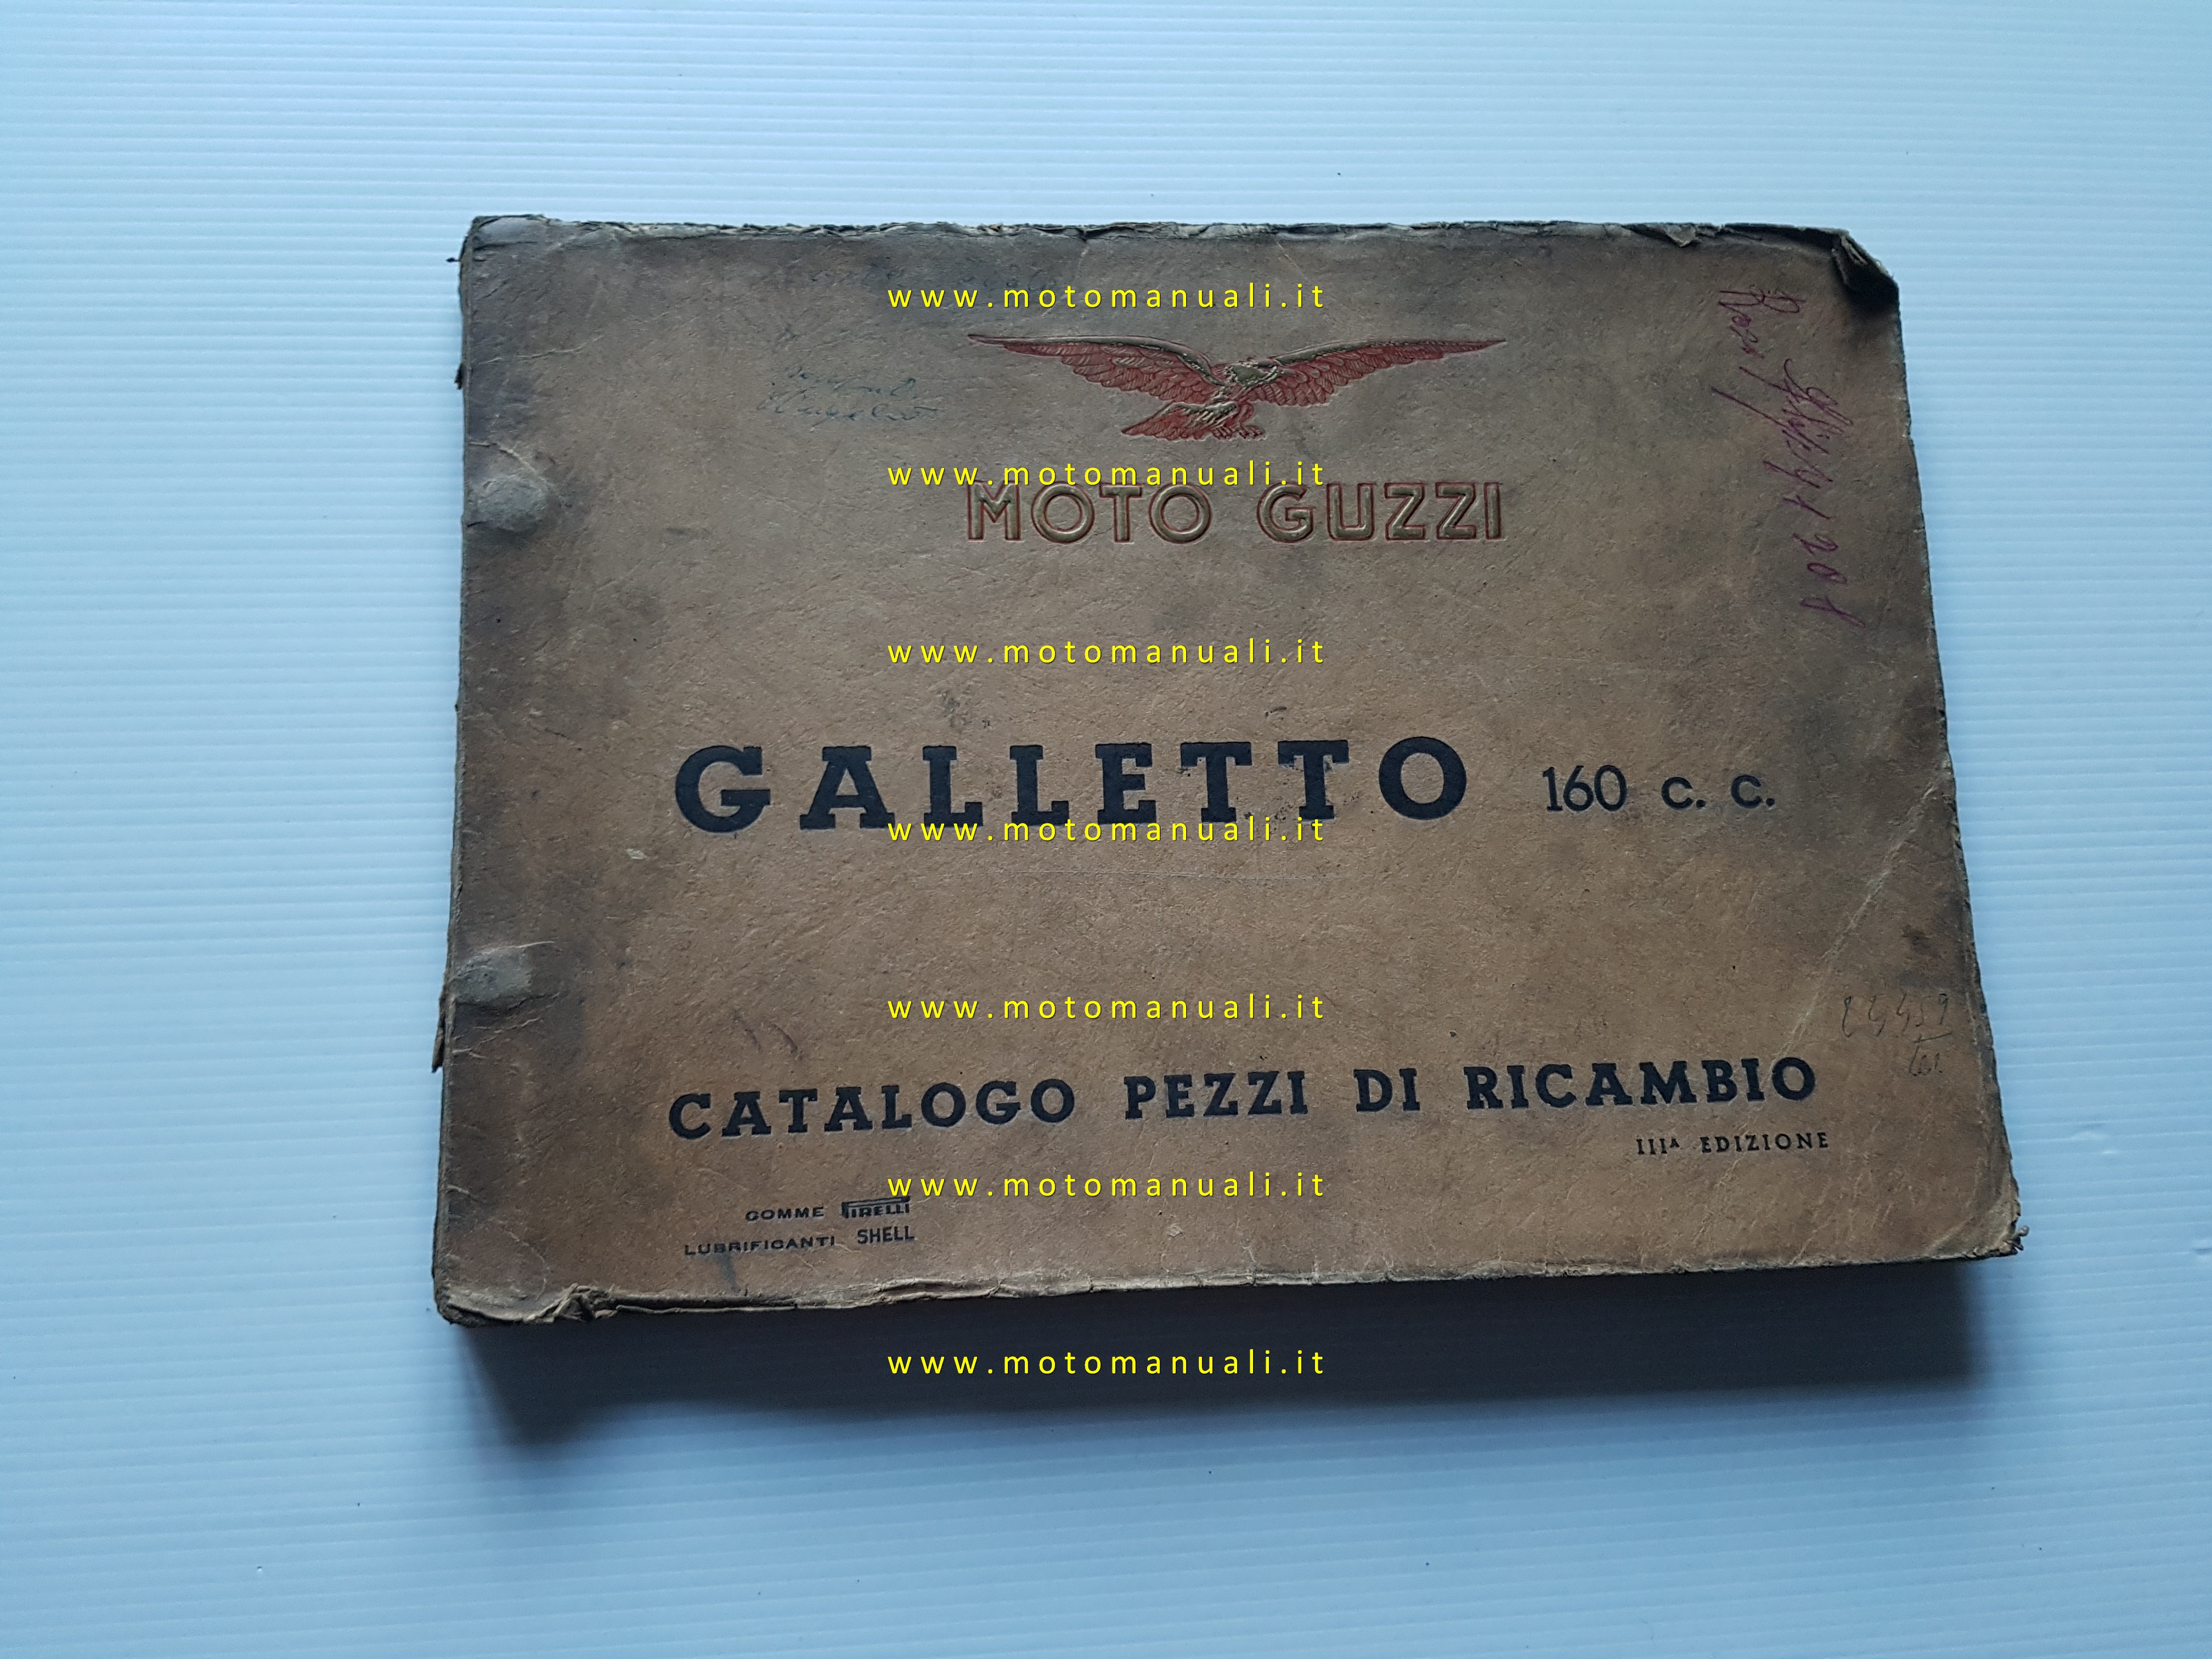 www.motomanuali.it
www.motomanuali.it
MOTO GUZZI
www.motomanuali.it
GALLETTO 160 c. c.
www.motomanuali.it
www.motomanuali.it
CATALOGO PEZZI DI RICAMBIO
IIIA EDIZIONE
www.motomanuali.it
GOMME PIRELLI
LUBRIFICANTI SHELL
www.motomanuali.it